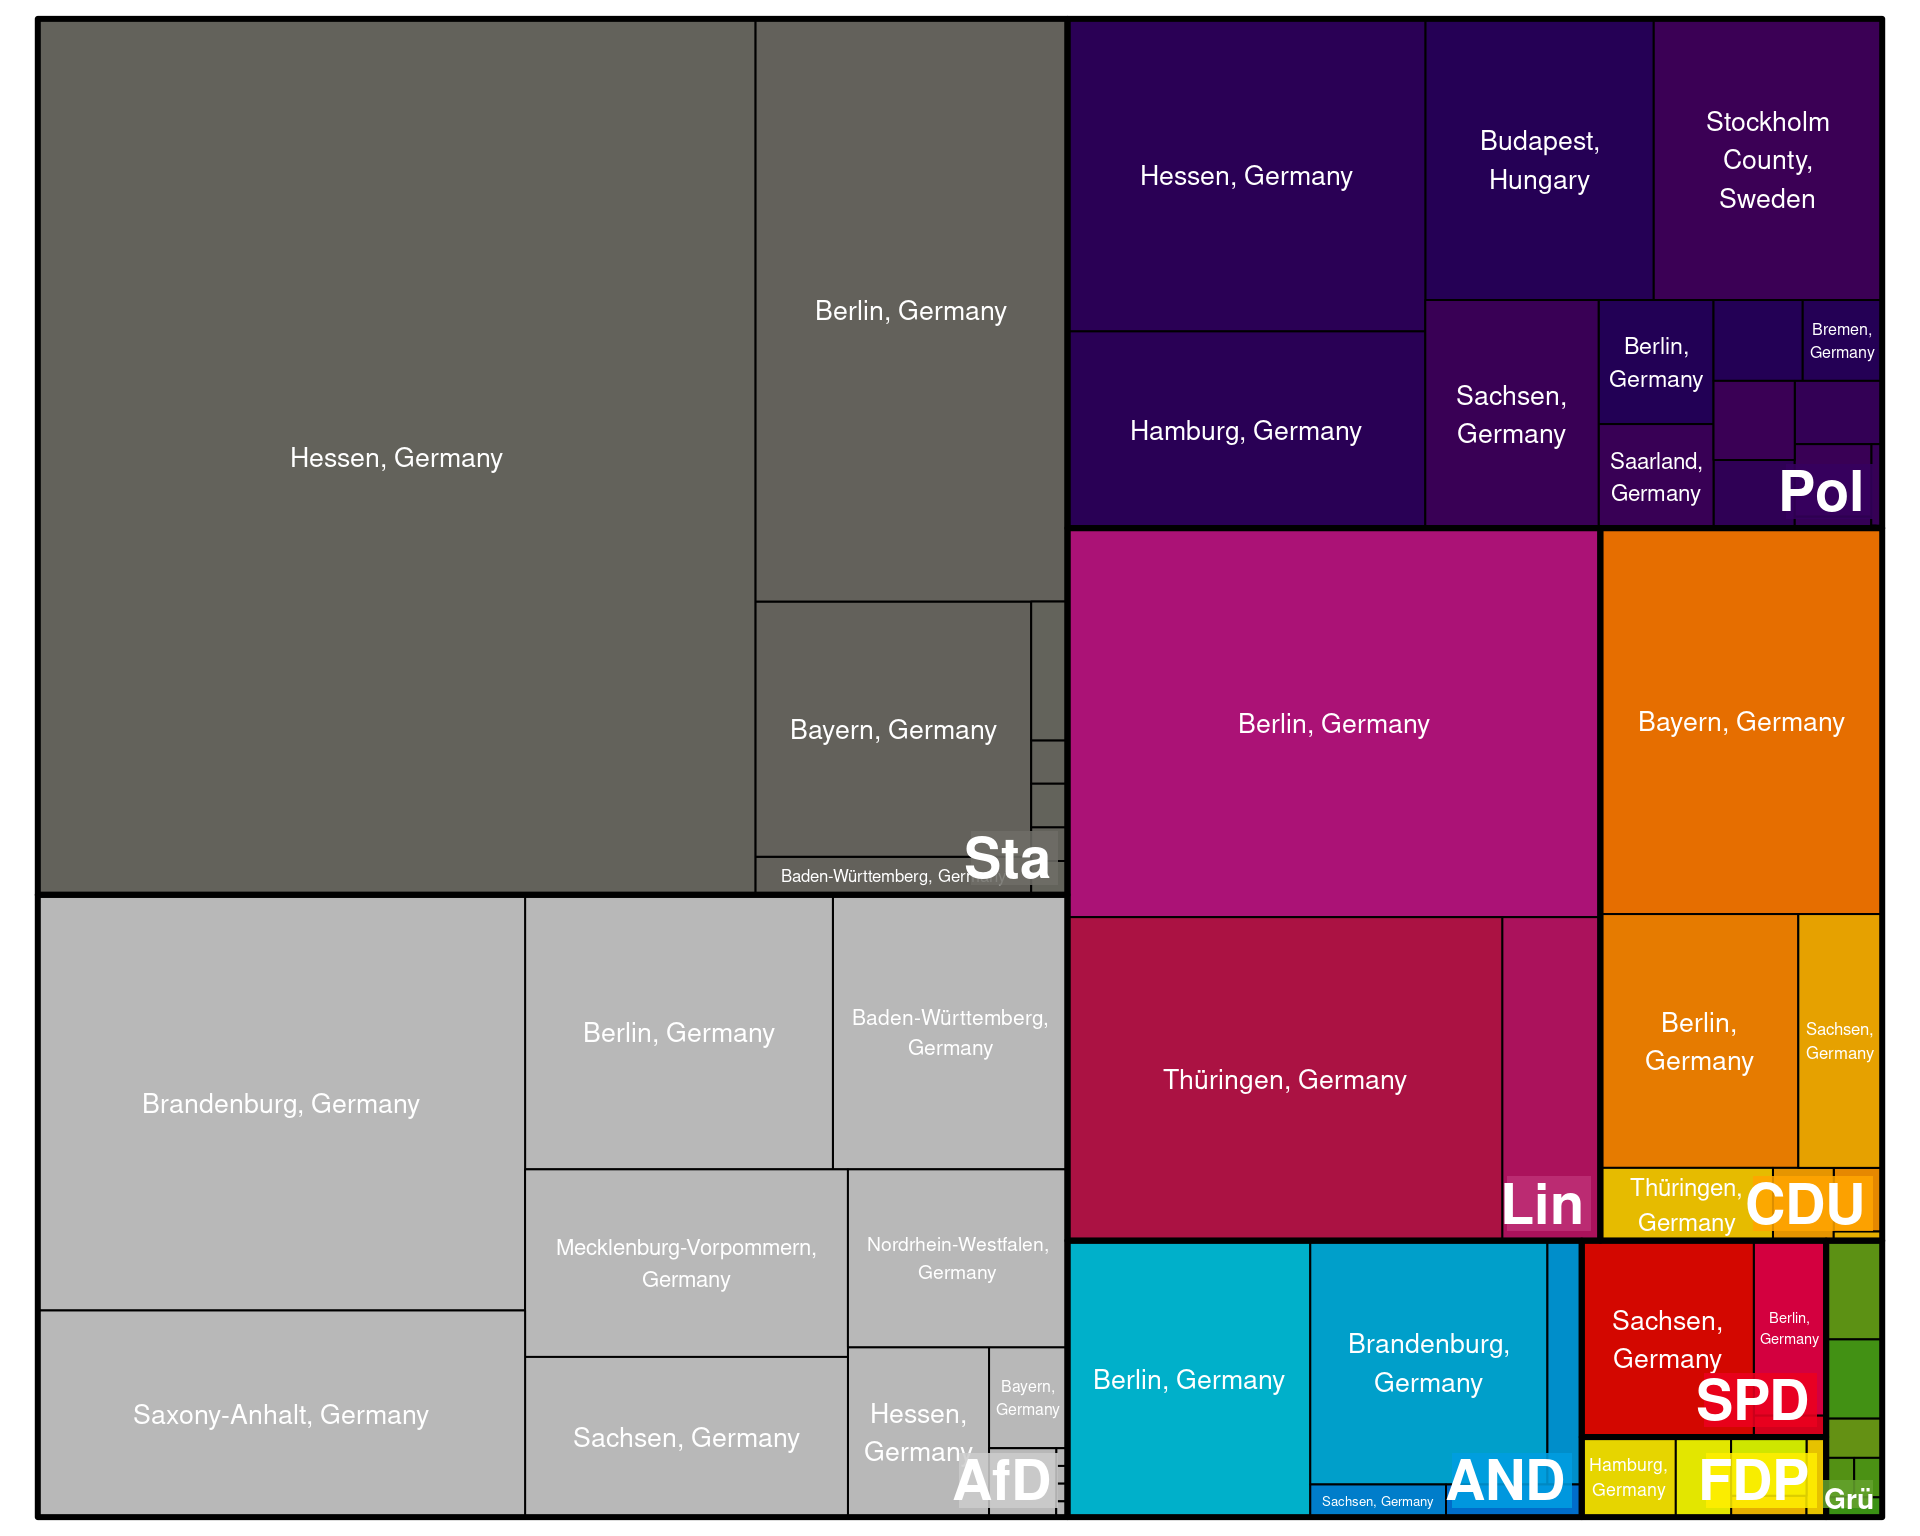 Hessen, Germany
Berlin, Germany
Bayern, Germany
Baden-Württemberg, Ger
Sta
Brandenburg, Germany
Saxony-Anhalt, Germany
Berlin, Germany
Baden-Württemberg,
Germany
Mecklenburg-Vorpommern,
Germany
Nordrhein-Westfalen,
Germany
Sachsen, Germany
Hessen,
Germany
Bayern,
Germany
AfD
Hessen, Germany
Hamburg, Germany
Budapest,
Hungary
Stockholm
County,
Sweden
Sachsen,
Germany
Berlin,
Germany
Saarland,
Germany
Bremen,
Germany
Pol
Berlin, Germany
Thüringen, Germany
Lin
Bayern, Germany
Berlin,
Germany
Sachsen,
Germany
Thüringen,
Germany
CDU
Berlin, Germany
Brandenburg,
Germany
Sachsen, Germany
AND
Sachsen,
Germany
Berlin,
Germany
SPD
Hamburg,
Germany
FDP
Grü